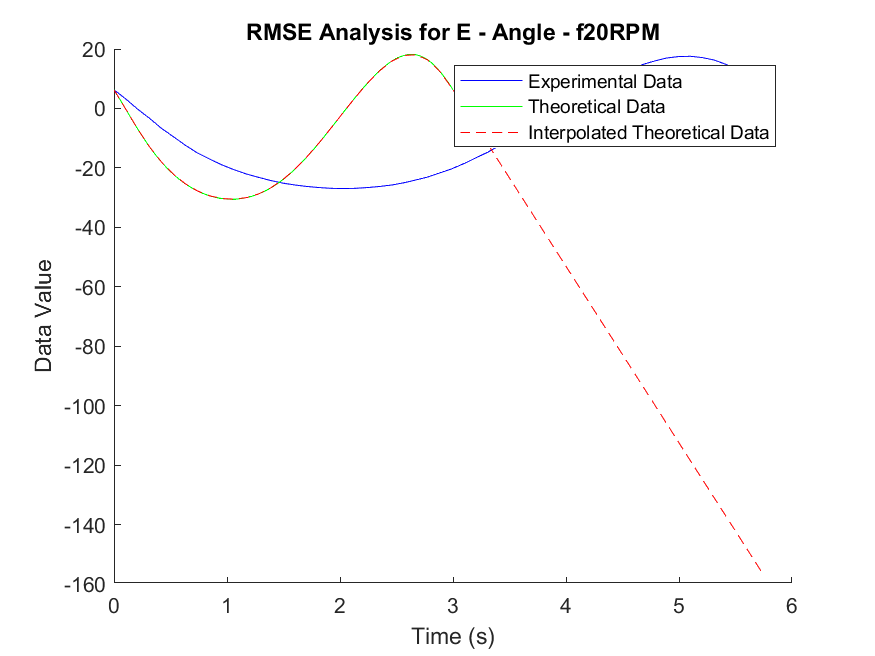 RMSE Analysis for E - Angle - f20RPM
20
0
-20
-40
-60
-80
-100
-120
-140
-160
Data Value
Experimental Data
Theoretical Data
Interpolated Theoretical Data
0 1 2 3 4 5 6
Time (s)